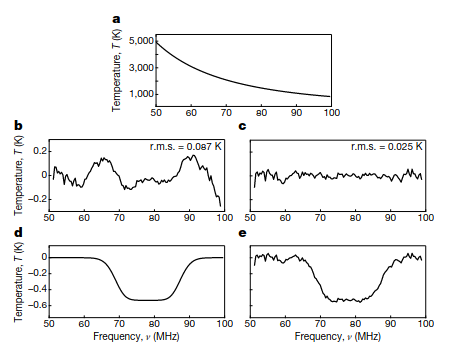 a
Temperature, T (K)
5,000
3,000
1,000
50 60 70 80 90 100
b
r.m.s. = 0.087 K
Temperature, T (K)
0.2
0
–0.2
50 60 70 80 90 100
c
r.m.s. = 0.025 K
50 60 70 80 90 100
d
Temperature, T (K)
0
–0.2
–0.4
–0.6
50 60 70 80 90 100
Frequency, ν (MHz)
e
50 60 70 80 90 100
Frequency, ν (MHz)